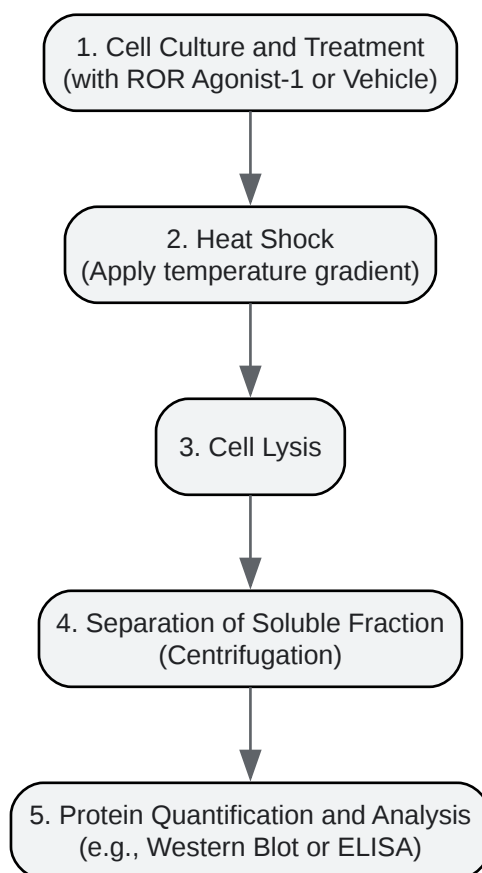 1. Cell Culture and Treatment
(with ROR Agonist-1 or Vehicle)
2. Heat Shock
(Apply temperature gradient)
3. Cell Lysis
4. Separation of Soluble Fraction
(Centrifugation)
5. Protein Quantification and Analysis
(e.g., Western Blot or ELISA)